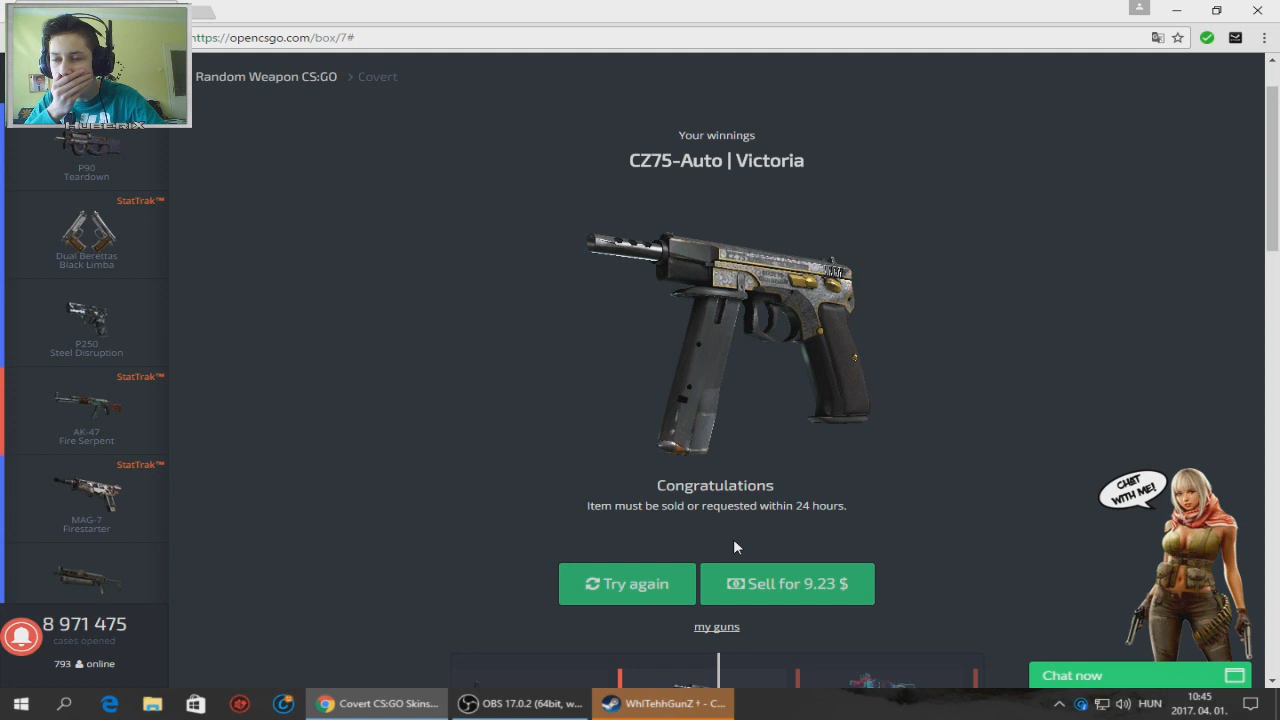 https://opencsgo.com/box/7#
Random Weapon CS:GO > Covert
Your winnings
CZ75-Auto | Victoria
P90
Teardown
StatTrak™
Dual Berettas
Black Limba
P250
Steel Disruption
StatTrak™
AK-47
Fire Serpent
StatTrak™
MAG-7
Firestarter
Congratulations
Item must be sold or requested within 24 hours.
Try again
Sell for 9.23 $
my guns
8 971 475
cases opened
793 online
CHAT
WITH ME!
Chat now
Covert CS:GO Skins...
OBS 17.0.2 (64bit, w...
WhITehhGunZ † - C...
HUN
10:45
2017. 04. 01.